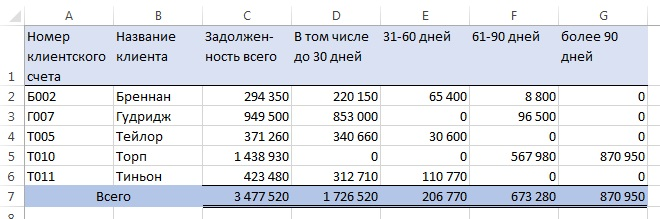 A B C D E F G
1 Номер клиентского счета Название клиента Задолжен-ность всего В том числе до 30 дней 31-60 дней 61-90 дней более 90 дней
2 Б002 Бреннан 294 350 220 150 65 400 8 800 0
3 Г007 Гудридж 949 500 853 000 0 96 500 0
4 Т005 Тейлор 371 260 340 660 30 600 0 0
5 Т010 Торп 1 438 930 0 0 567 980 870 950
6 Т011 Тиньон 423 480 312 710 110 770 0 0
7 Всего 3 477 520 1 726 520 206 770 673 280 870 950
8